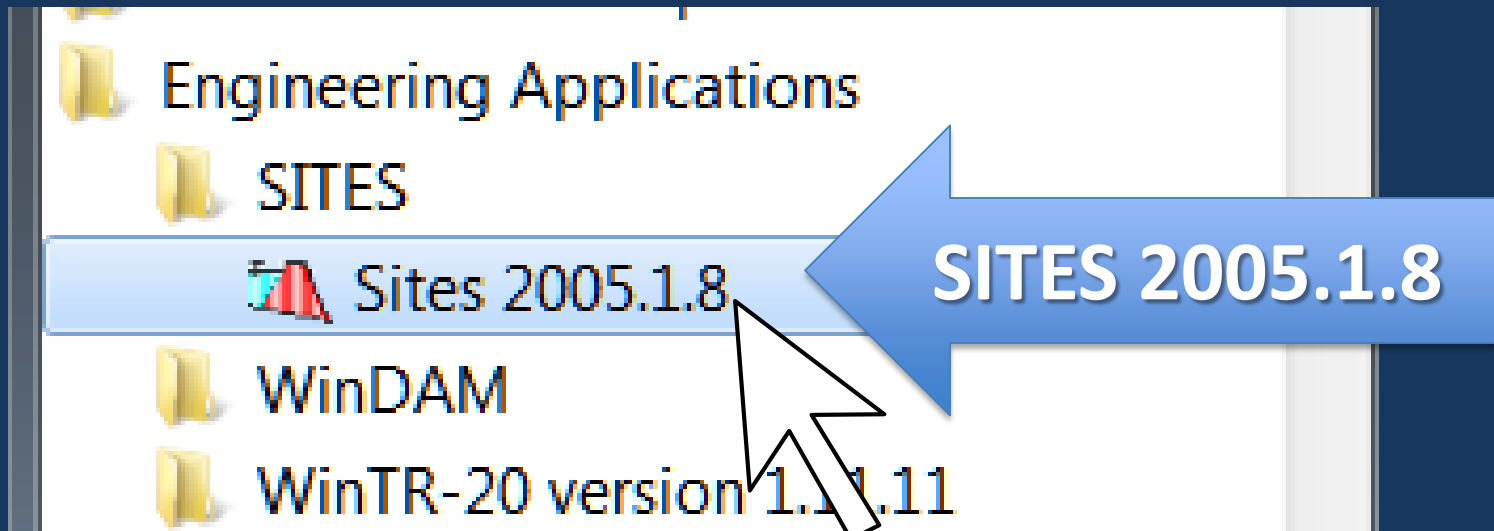 Engineering Applications
SITES
Sites 2005.1.8
SITES 2005.1.8
WinDAM
WinTR-20 version